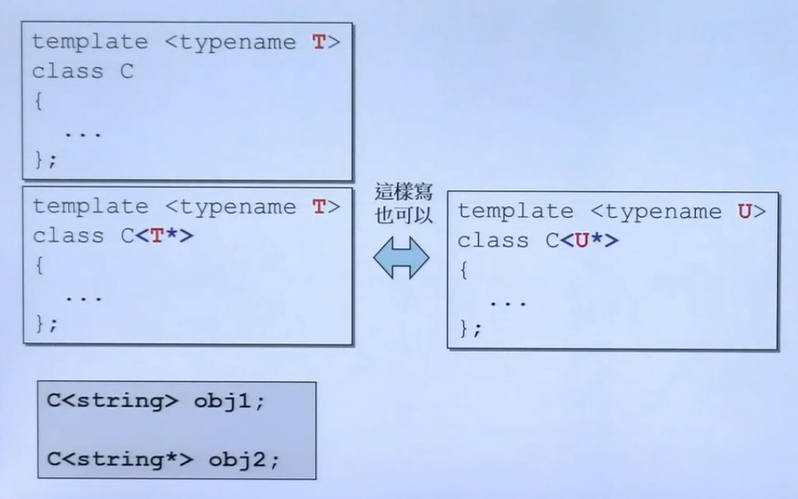 template <typename T>
class C
{
...
};
template <typename T>
class C<T*>
{
...
};
這樣寫
也可以
template <typename U>
class C<U*>
{
...
};
C<string> obj1;
C<string*> obj2;